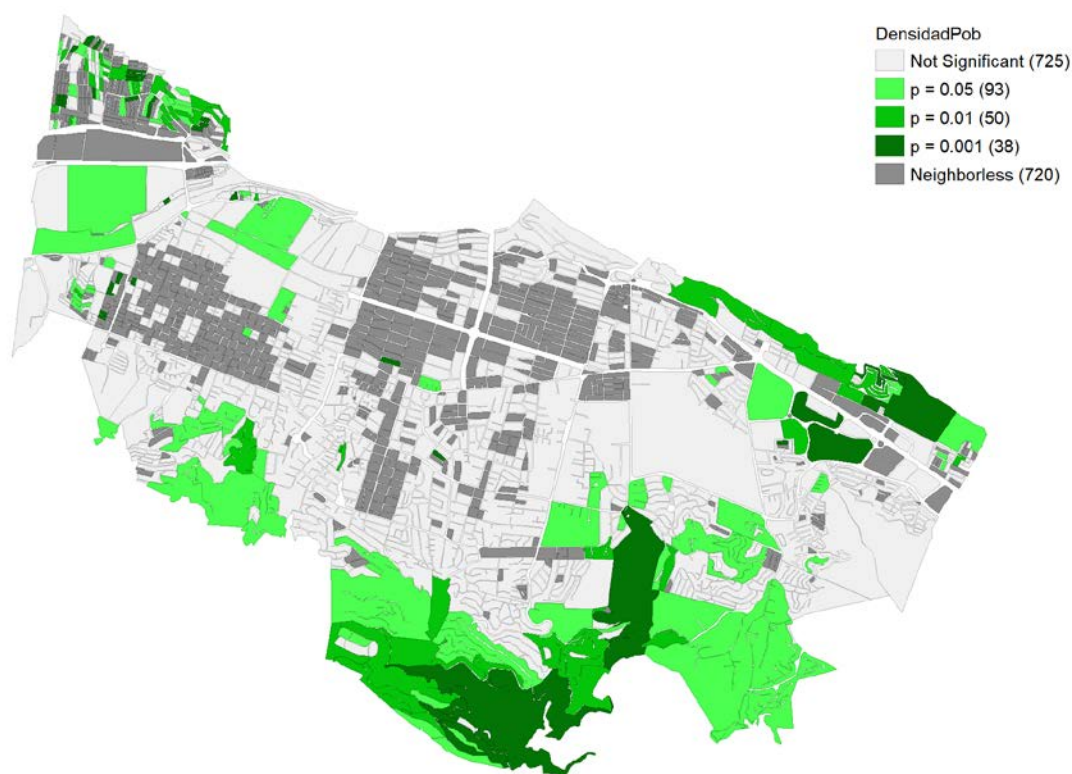 DensidadPob
Not Significant (725)
p = 0.05 (93)
p = 0.01 (50)
p = 0.001 (38)
Neighborless (720)